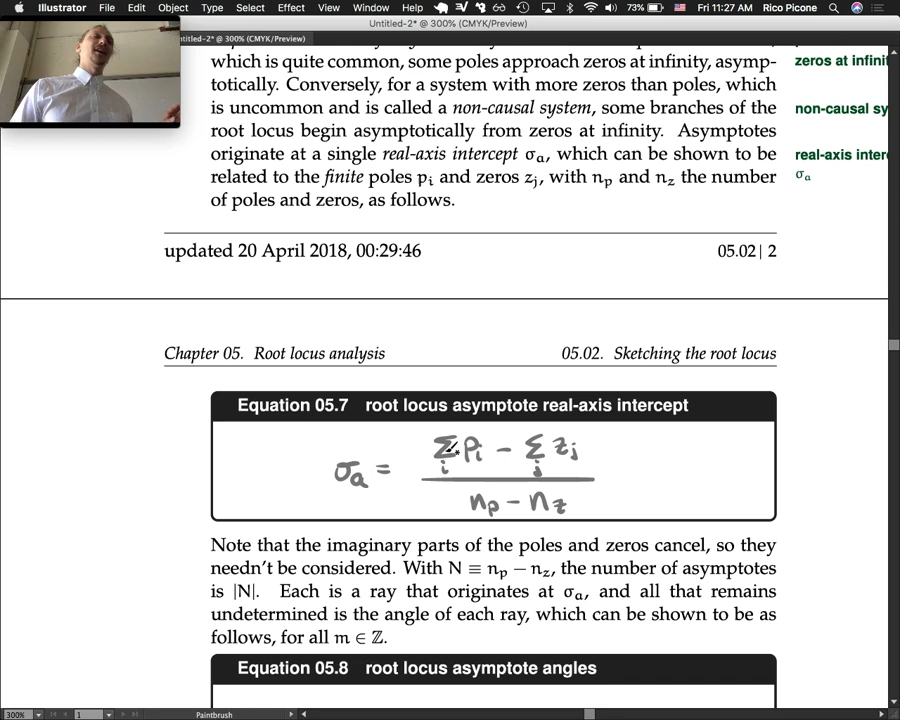 Illustrator File Edit Object Type Select Effect View Window Help 73% Fri 11:27 AM Rico Picone
Untitled-2* @ 300% (CMYK/Preview)
ntitled-2* @ 300% (CMYK/Preview)
which is quite common, some poles approach zeros at infinity, asymp-
zeros at infini
totically. Conversely, for a system with more zeros than poles, which
is uncommon and is called a non-causal system, some branches of the
non-causal sy
root locus begin asymptotically from zeros at infinity. Asymptotes
originate at a single real-axis intercept σₐ, which can be shown to be
real-axis inter
related to the finite poles pᵢ and zeros zⱼ, with nₚ and n_z the number
σₐ
of poles and zeros, as follows.
updated 20 April 2018, 00:29:46 05.02 | 2
Chapter 05. Root locus analysis 05.02. Sketching the root locus
Equation 05.7 root locus asymptote real-axis intercept
σₐ = (Σᵢ pᵢ − Σⱼ zⱼ) / (nₚ − n_z)
Note that the imaginary parts of the poles and zeros cancel, so they
needn't be considered. With N ≡ nₚ − n_z, the number of asymptotes
is |N|. Each is a ray that originates at σₐ, and all that remains
undetermined is the angle of each ray, which can be shown to be as
follows, for all m ∈ ℤ.
Equation 05.8 root locus asymptote angles
300% 1 Paintbrush